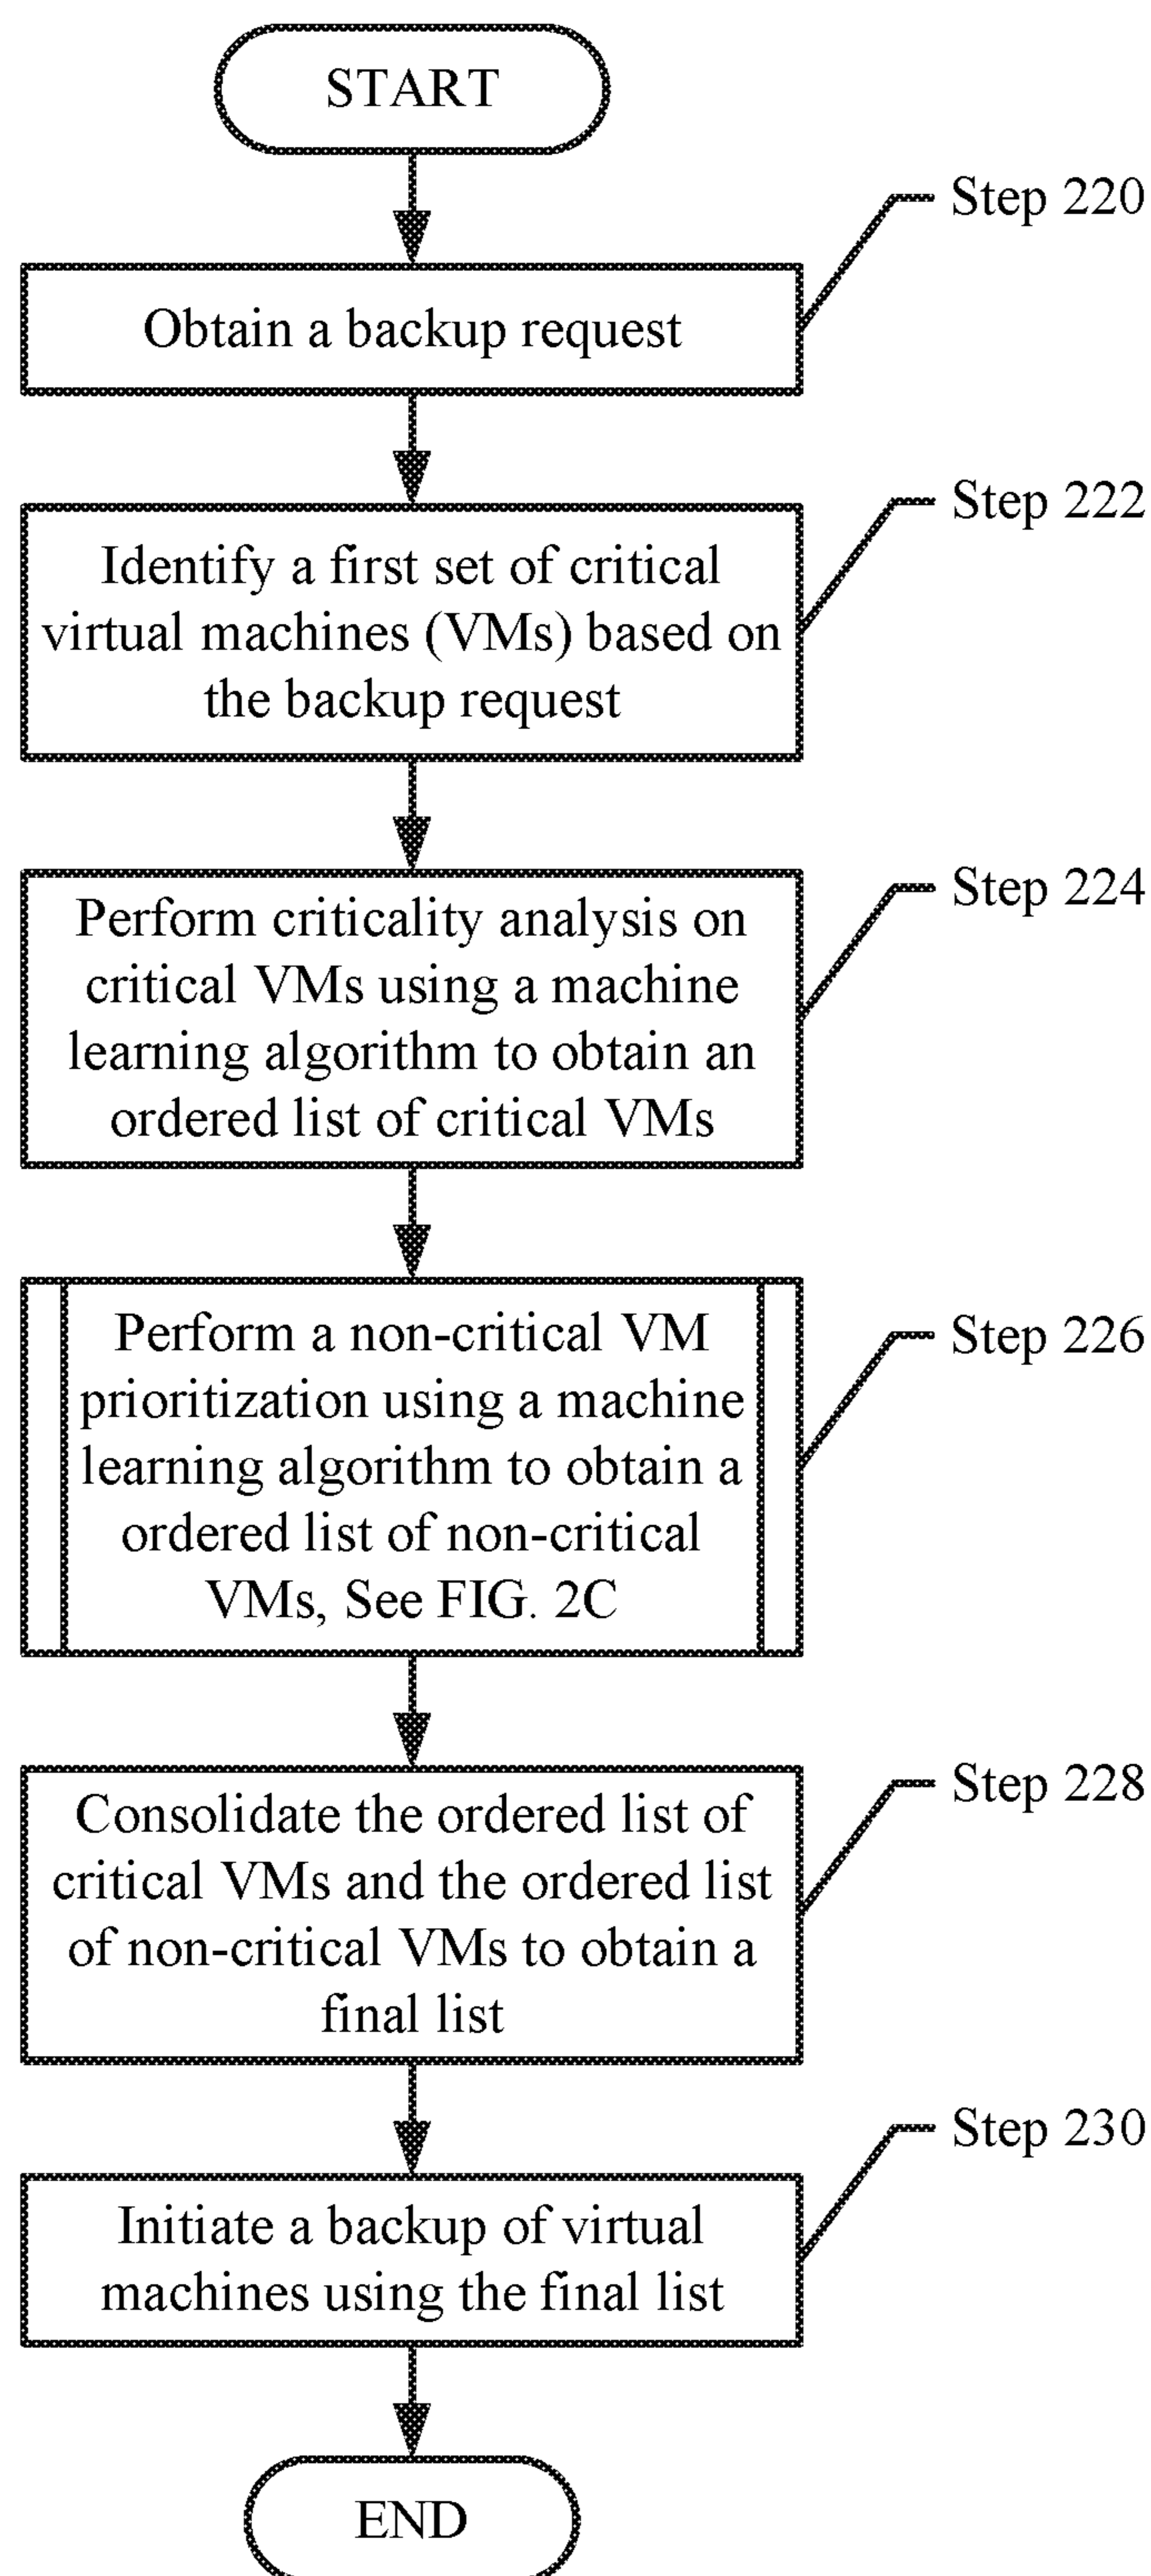 START
Step 220
Obtain a backup request
Step 222
Identify a first set of critical
virtual machines (VMs) based on
the backup request
Step 224
Perform criticality analysis on
critical VMs using a machine
learning algorithm to obtain an
ordered list of critical VMs
Step 226
Perform a non-critical VM
prioritization using a machine
learning algorithm to obtain a
ordered list of non-critical
VMs, See FIG. 2C
Step 228
Consolidate the ordered list of
critical VMs and the ordered list
of non-critical VMs to obtain a
final list
Step 230
Initiate a backup of virtual
machines using the final list
END